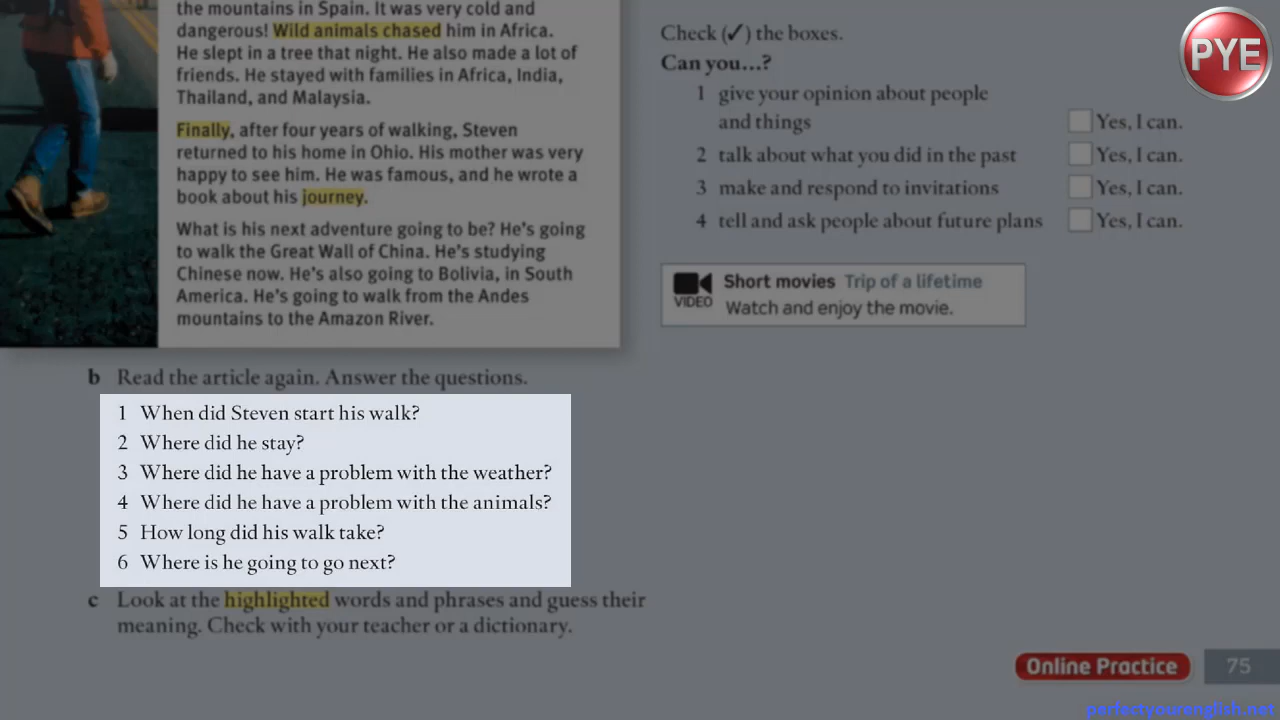 the mountains in Spain. It was very cold and
dangerous! Wild animals chased him in Africa.
He slept in a tree that night. He also made a lot of
friends. He stayed with families in Africa, India,
Thailand, and Malaysia.
Finally, after four years of walking, Steven
returned to his home in Ohio. His mother was very
happy to see him. He was famous, and he wrote a
book about his journey.
What is his next adventure going to be? He's going
to walk the Great Wall of China. He's studying
Chinese now. He's also going to Bolivia, in South
America. He's going to walk from the Andes
mountains to the Amazon River.
b Read the article again. Answer the questions.
1 When did Steven start his walk?
2 Where did he stay?
3 Where did he have a problem with the weather?
4 Where did he have a problem with the animals?
5 How long did his walk take?
6 Where is he going to go next?
c Look at the highlighted words and phrases and guess their
meaning. Check with your teacher or a dictionary.
Check (✓) the boxes.
Can you...?
1 give your opinion about people
and things Yes, I can.
2 talk about what you did in the past Yes, I can.
3 make and respond to invitations Yes, I can.
4 tell and ask people about future plans Yes, I can.
VIDEO Short movies Trip of a lifetime
Watch and enjoy the movie.
PYE
Online Practice 75
perfectyourenglish.net